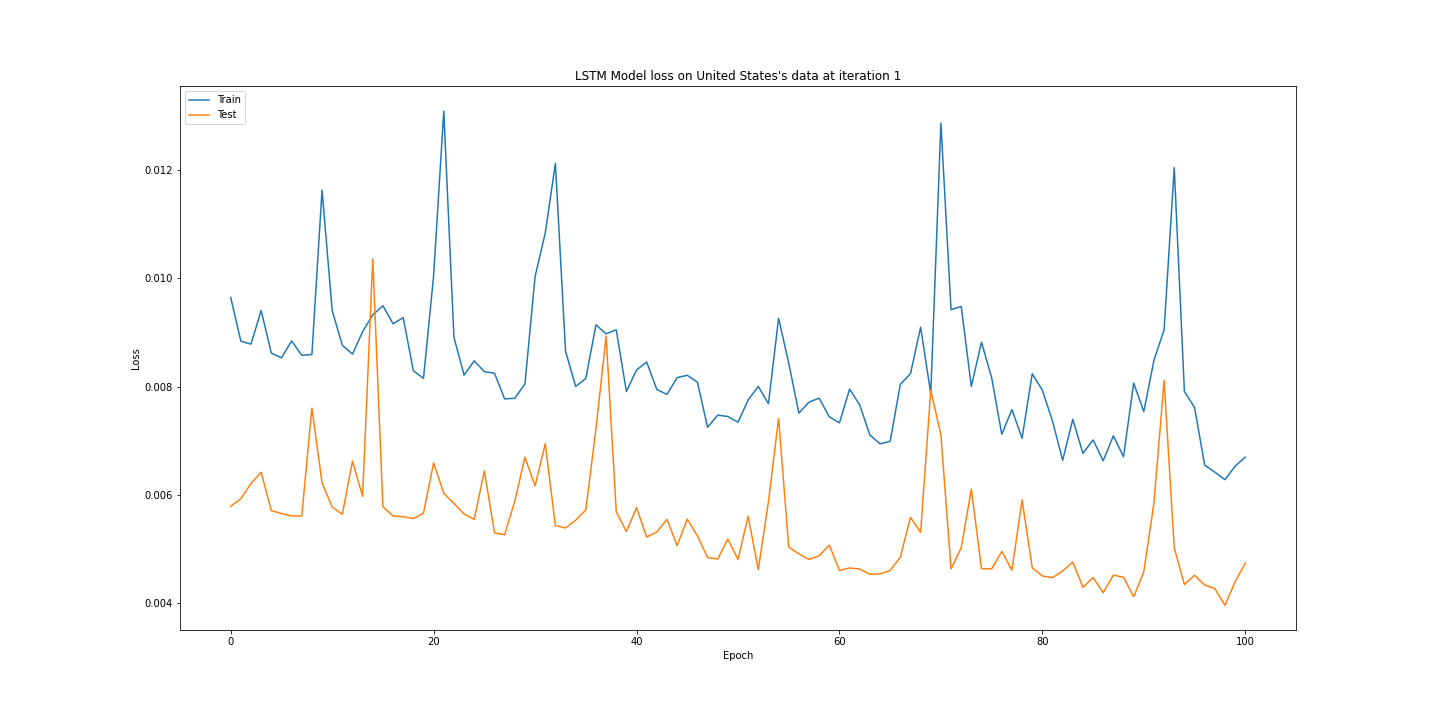 LSTM Model loss on United States's data at iteration 1
Train
Test
0.012
0.010
0.008
0.006
0.004
Loss
0
20
40
60
80
100
Epoch